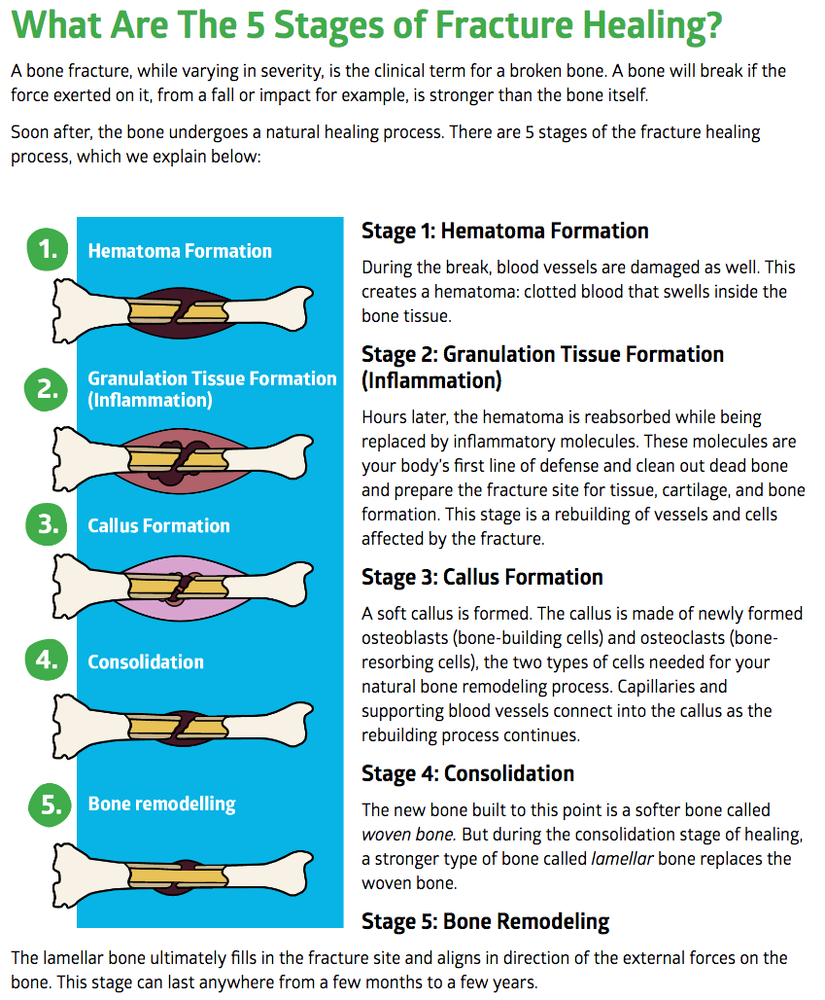 What Are The 5 Stages of Fracture Healing?
A bone fracture, while varying in severity, is the clinical term for a broken bone. A bone will break if the
force exerted on it, from a fall or impact for example, is stronger than the bone itself.
Soon after, the bone undergoes a natural healing process. There are 5 stages of the fracture healing
process, which we explain below:
1.
Hematoma Formation
2.
Granulation Tissue Formation
(Inflammation)
3.
Callus Formation
4.
Consolidation
5.
Bone remodelling
Stage 1: Hematoma Formation
During the break, blood vessels are damaged as well. This
creates a hematoma: clotted blood that swells inside the
bone tissue.
Stage 2: Granulation Tissue Formation
(Inflammation)
Hours later, the hematoma is reabsorbed while being
replaced by inflammatory molecules. These molecules are
your body's first line of defense and clean out dead bone
and prepare the fracture site for tissue, cartilage, and bone
formation. This stage is a rebuilding of vessels and cells
affected by the fracture.
Stage 3: Callus Formation
A soft callus is formed. The callus is made of newly formed
osteoblasts (bone-building cells) and osteoclasts (bone-
resorbing cells), the two types of cells needed for your
natural bone remodeling process. Capillaries and
supporting blood vessels connect into the callus as the
rebuilding process continues.
Stage 4: Consolidation
The new bone built to this point is a softer bone called
woven bone. But during the consolidation stage of healing,
a stronger type of bone called lamellar bone replaces the
woven bone.
Stage 5: Bone Remodeling
The lamellar bone ultimately fills in the fracture site and aligns in direction of the external forces on the
bone. This stage can last anywhere from a few months to a few years.